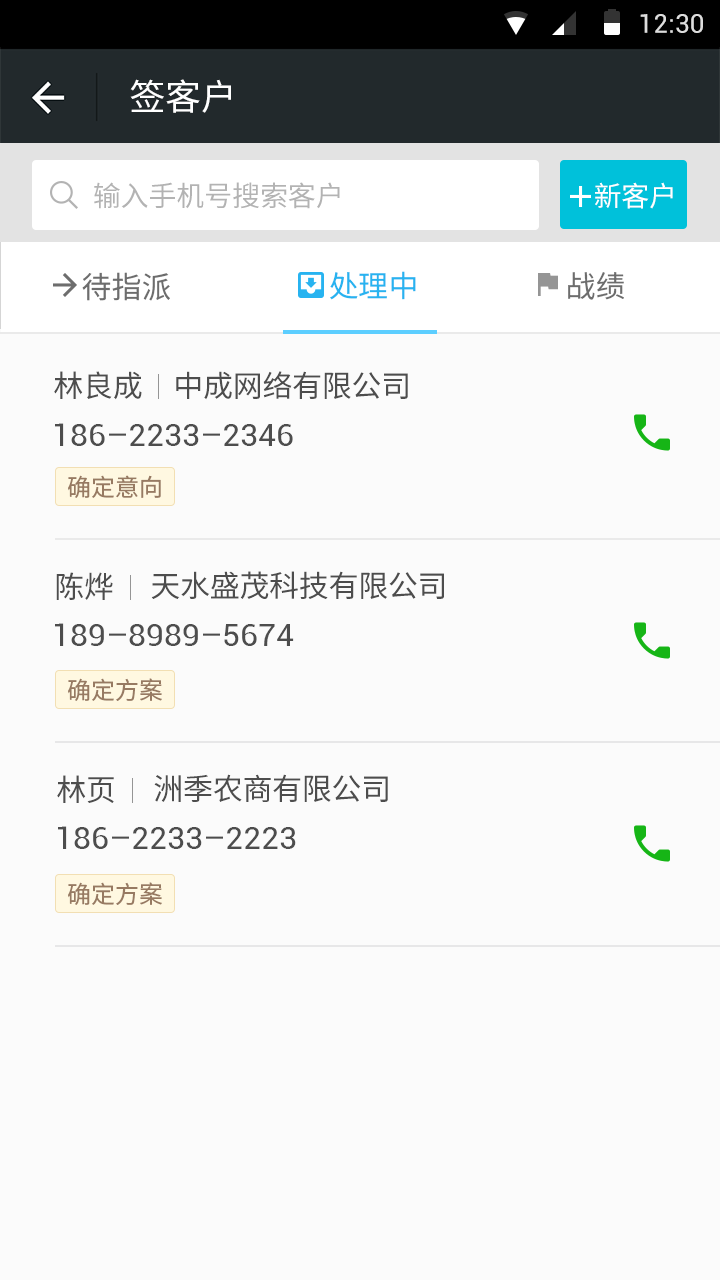 12:30
签客户
输入手机号搜索客户
+新客户
待指派
处理中
战绩
林良成 | 中成网络有限公司
186-2233-2346
确定意向
陈烨 | 天水盛茂科技有限公司
189-8989-5674
确定方案
林页 | 洲季农商有限公司
186-2233-2223
确定方案